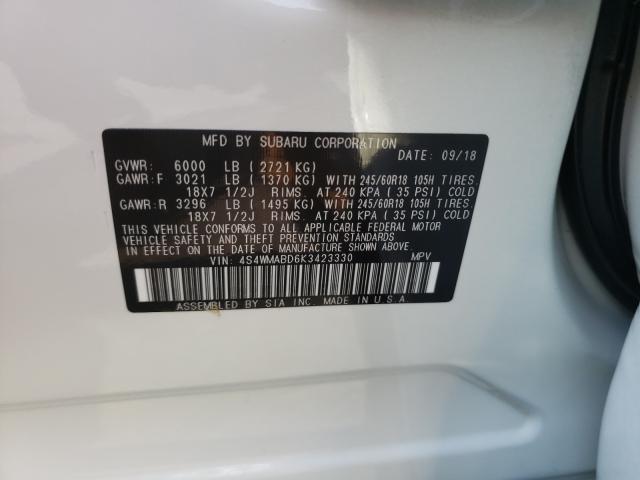 MFD BY SUBARU CORPORATION
DATE: 09/18
GVWR: 6000 LB ( 2721 KG)
GAWR:F 3021 LB ( 1370 KG) WITH 245/60R18 105H TIRES.
18X7 1/2J RIMS. AT 240 KPA ( 35 PSI) COLD
GAWR:R 3296 LB ( 1495 KG) WITH 245/60R18 105H TIRES
18X7 1/2J RIMS. AT 240 KPA ( 35 PSI) COLD
THIS VEHICLE CONFORMS TO ALL APPLICABLE FEDERAL MOTOR
VEHICLE SAFETY AND THEFT PREVENTION STANDARDS IN
EFFECT ON THE DATE OF MANUFACTURE SHOWN ABOVE.
VIN: 4S4WMABD6K3423330 MPV
ASSEMBLED BY SIA INC. MADE IN U.S.A